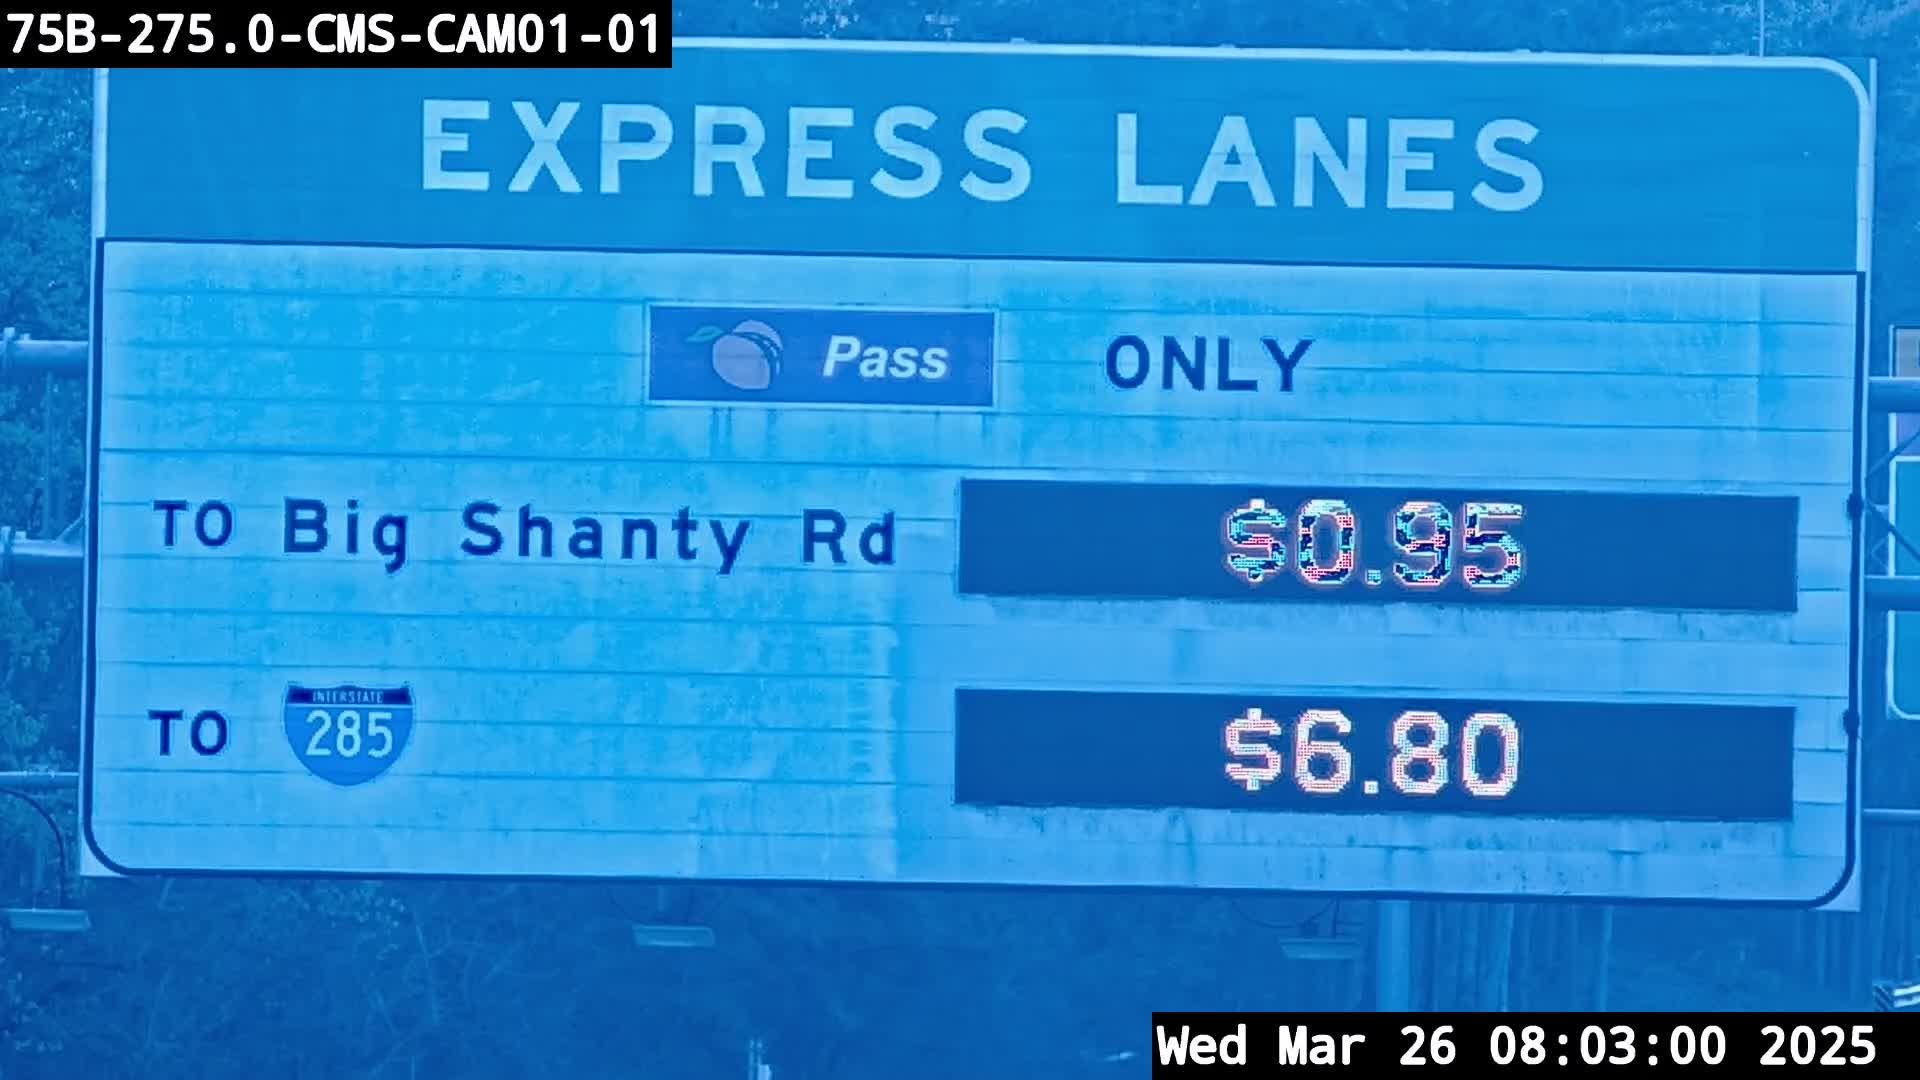 75B-275.0-CMS-CAM01-01
EXPRESS LANES
Pass ONLY
TO Big Shanty Rd $0.95
INTERSTATE
TO 285 $6.80
Wed Mar 26 08:03:00 2025